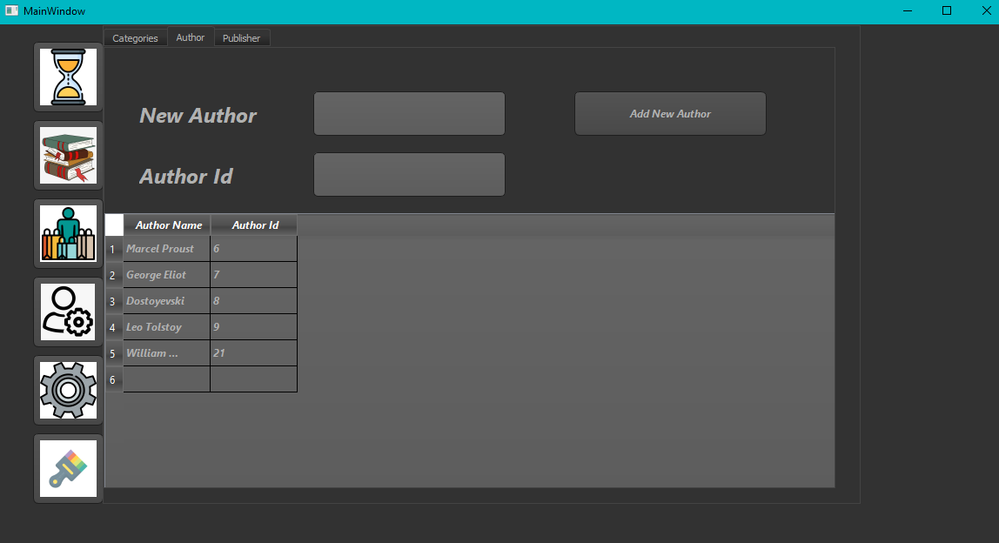 MainWindow
Categories Author Publisher
New Author Add New Author
Author Id
Author Name Author Id
1 Marcel Proust 6
2 George Eliot 7
3 Dostoyevski 8
4 Leo Tolstoy 9
5 William ... 21
6